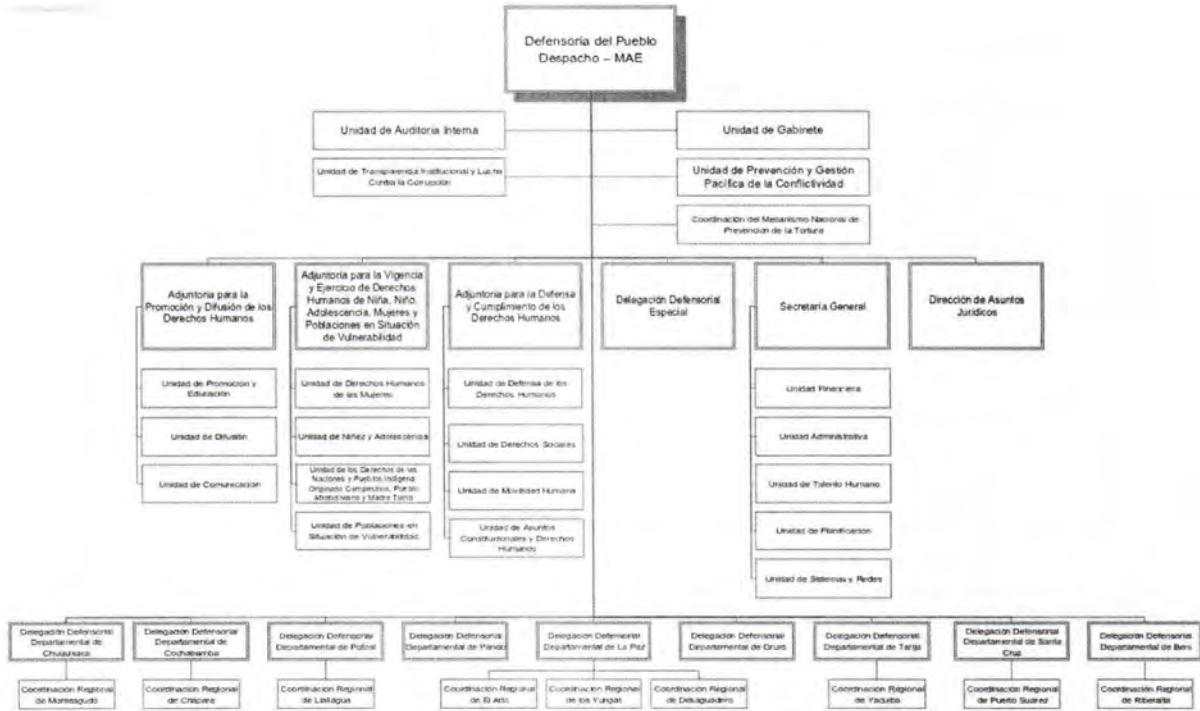 Defensoría del Pueblo
Despacho – MAE
Unidad de Auditoría Interna
Unidad de Gabinete
Unidad de Transparencia Institucional y Lucha
Contra la Corrupción
Unidad de Prevención y Gestión
Pacífica de la Conflictividad
Coordinación del Mecanismo Nacional de
Prevención de la Tortura
Adjuntoría para la
Promoción y Difusión de los
Derechos Humanos
Adjuntoría para la Vigencia
y Ejercicio de Derechos
Humanos de Niña, Niño,
Adolescencia, Mujeres y
Poblaciones en Situación
de Vulnerabilidad
Adjuntoría para la Defensa
y Cumplimiento de los
Derechos Humanos
Delegación Defensorial
Especial
Secretaría General
Dirección de Asuntos
Jurídicos
Unidad de Promoción y
Educación
Unidad de Difusión
Unidad de Comunicación
Unidad de Derechos Humanos
de las Mujeres
Unidad de Niñez y Adolescencia
Unidad de los Derechos de las
Naciones y Pueblos Indígena
Originario Campesinos, Pueblo
Afroboliviano y Madre Tierra
Unidad de Poblaciones en
Situación de Vulnerabilidad
Unidad de Defensa de los
Derechos Humanos
Unidad de Derechos Sociales
Unidad de Movilidad Humana
Unidad de Asuntos
Constitucionales y Derechos
Humanos
Unidad Financiera
Unidad Administrativa
Unidad de Talento Humano
Unidad de Planificación
Unidad de Sistemas y Redes
Delegación Defensorial
Departamental de
Chuquisaca
Delegación Defensorial
Departamental de
Cochabamba
Delegación Defensorial
Departamental de Potosí
Delegación Defensorial
Departamental de Pando
Delegación Defensorial
Departamental de La Paz
Delegación Defensorial
Departamental de Oruro
Delegación Defensorial
Departamental de Tarija
Delegación Defensorial
Departamental de Santa
Cruz
Delegación Defensorial
Departamental de Beni
Coordinación Regional
de Monteagudo
Coordinación Regional
de Chapare
Coordinación Regional
de Llallagua
Coordinación Regional
de El Alto
Coordinación Regional
de los Yungas
Coordinación Regional
de Desaguadero
Coordinación Regional
de Yacuiba
Coordinación Regional
de Puerto Suárez
Coordinación Regional
de Riberalta